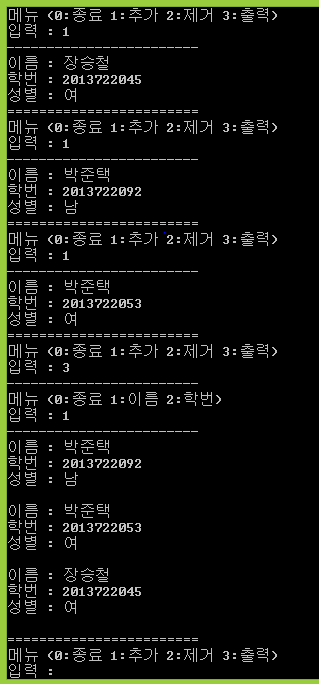 메뉴 (0:종료 1:추가 2:제거 3:출력)
입력 : 1
------------------------
이름 : 장승철
학번 : 2013722045
성별 : 여
========================
메뉴 (0:종료 1:추가 2:제거 3:출력)
입력 : 1
------------------------
이름 : 박준택
학번 : 2013722092
성별 : 남
========================
메뉴 (0:종료 1:추가 2:제거 3:출력)
입력 : 1
------------------------
이름 : 박준택
학번 : 2013722053
성별 : 여
========================
메뉴 (0:종료 1:추가 2:제거 3:출력)
입력 : 3
------------------------
메뉴 (0:종료 1:이름 2:학번)
입력 : 1
------------------------
이름 : 박준택
학번 : 2013722092
성별 : 남
이름 : 박준택
학번 : 2013722053
성별 : 여
이름 : 장승철
학번 : 2013722045
성별 : 여
========================
메뉴 (0:종료 1:추가 2:제거 3:출력)
입력 :